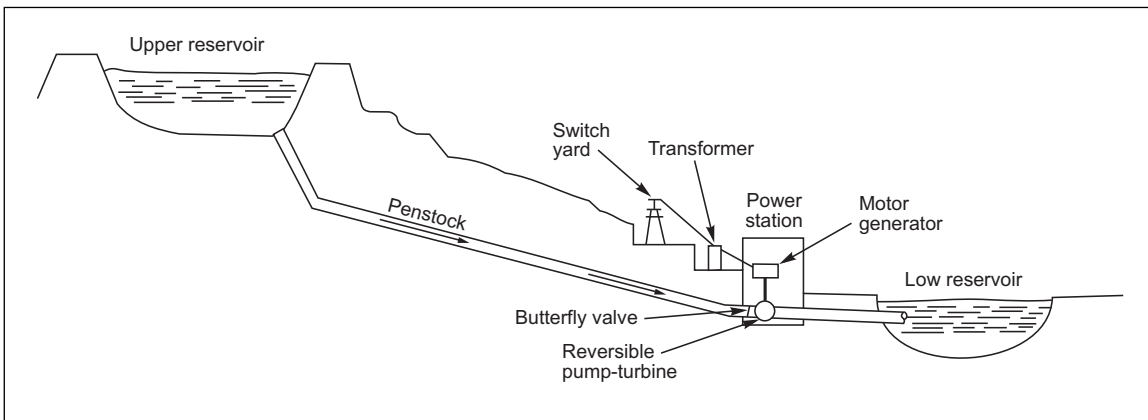 Upper reservoir
Switch
yard
Transformer
Penstock
Power
station
Motor
generator
Low reservoir
Butterfly valve
Reversible
pump-turbine